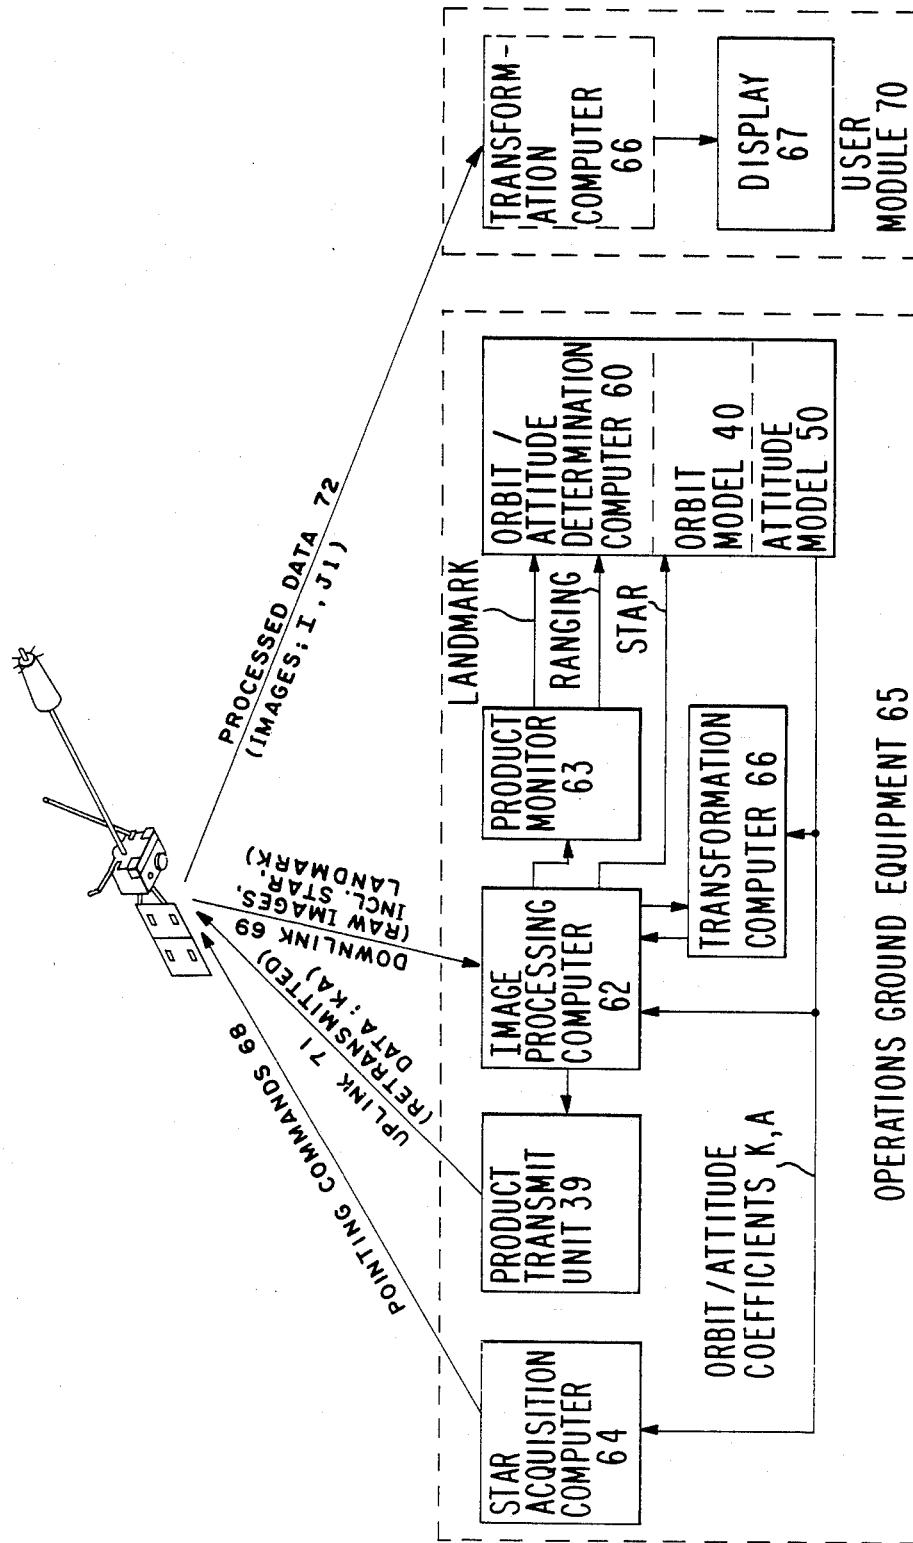 POINTING COMMANDS 68
UPLINK 71
(RETRANSMITTED
DATA; KA)
DOWNLINK 69
(RAW IMAGES,
INCL. STAR,
LANDMARK)
PROCESSED DATA 72
(IMAGES; I, J1)
STAR
ACQUISITION
COMPUTER
64
PRODUCT
TRANSMIT
UNIT 39
IMAGE
PROCESSING
COMPUTER
62
PRODUCT
MONITOR
63
LANDMARK
RANGING
STAR
ORBIT /
ATTITUDE
DETERMINATION
COMPUTER 60
ORBIT
MODEL 40
ATTITUDE
MODEL 50
TRANSFORMATION
COMPUTER 66
ORBIT/ATTITUDE
COEFFICIENTS K,A
OPERATIONS GROUND EQUIPMENT 65
TRANSFORM-
ATION
COMPUTER
66
DISPLAY
67
USER
MODULE 70